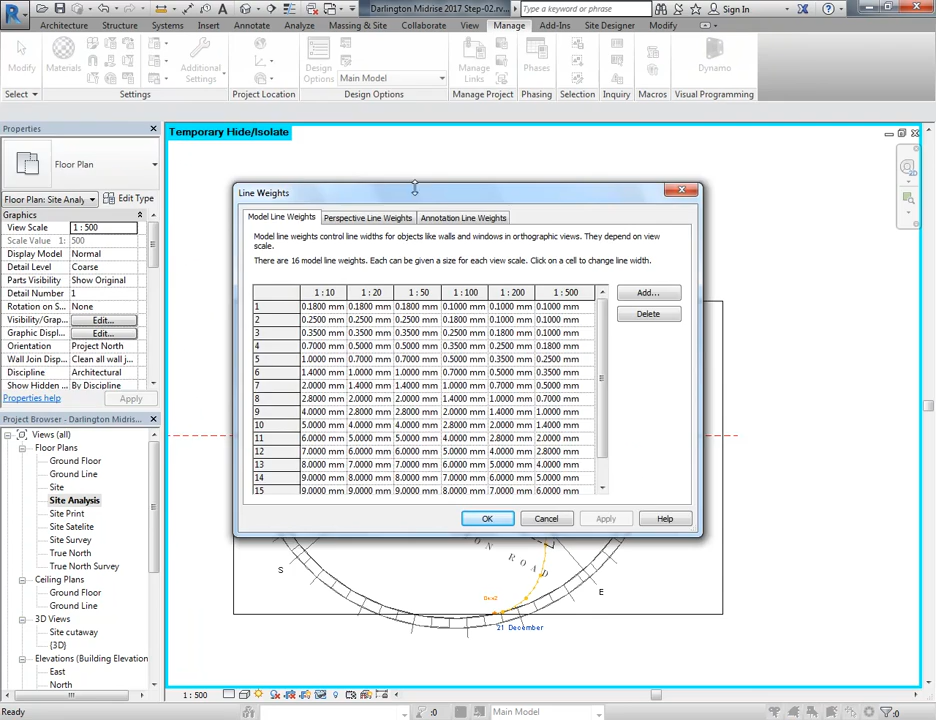 Darlington Midrise 2017 Step-02.rv...
Type a keyword or phrase
Sign In
Architecture Structure Systems Insert Annotate Analyze Massing & Site Collaborate View Manage Add-Ins Site Designer Modify
Modify
Materials
Additional Settings
Design Options
Main Model
Manage Links
Phases
Dynamo
Select Settings Project Location Design Options Manage Project Phasing Selection Inquiry Macros Visual Programming
Properties
Floor Plan
Floor Plan: Site Analy
Edit Type
Graphics
View Scale 1 : 500
Scale Value 1: 500
Display Model Normal
Detail Level Coarse
Parts Visibility Show Original
Detail Number 1
Rotation on S... None
Visibility/Grap... Edit...
Graphic Displ... Edit...
Orientation Project North
Wall Join Displ... Clean all wall j...
Discipline Architectural
Show Hidden ... By Discipline
Properties help
Apply
Project Browser - Darlington Midris...
Views (all)
Floor Plans
Ground Floor
Ground Line
Site
Site Analysis
Site Print
Site Satelite
Site Survey
True North
True North Survey
Ceiling Plans
Ground Floor
Ground Line
3D Views
Site cutaway
{3D}
Elevations (Building Elevation
East
North
Ready
Temporary Hide/Isolate
Line Weights
Model Line Weights Perspective Line Weights Annotation Line Weights
Model line weights control line widths for objects like walls and windows in orthographic views. They depend on view
scale.
There are 16 model line weights. Each can be given a size for each view scale. Click on a cell to change line width.
1 : 10 1 : 20 1 : 50 1 : 100 1 : 200 1 : 500
1 0.1800 mm 0.1800 mm 0.1800 mm 0.1000 mm 0.1000 mm 0.1000 mm
2 0.2500 mm 0.2500 mm 0.2500 mm 0.1800 mm 0.1000 mm 0.1000 mm
3 0.3500 mm 0.3500 mm 0.3500 mm 0.2500 mm 0.1800 mm 0.1000 mm
4 0.7000 mm 0.5000 mm 0.5000 mm 0.3500 mm 0.2500 mm 0.1800 mm
5 1.0000 mm 0.7000 mm 0.7000 mm 0.5000 mm 0.3500 mm 0.2500 mm
6 1.4000 mm 1.0000 mm 1.0000 mm 0.7000 mm 0.5000 mm 0.3500 mm
7 2.0000 mm 1.4000 mm 1.4000 mm 1.0000 mm 0.7000 mm 0.5000 mm
8 2.8000 mm 2.0000 mm 2.0000 mm 1.4000 mm 1.0000 mm 0.7000 mm
9 4.0000 mm 2.8000 mm 2.8000 mm 2.0000 mm 1.4000 mm 1.0000 mm
10 5.0000 mm 4.0000 mm 4.0000 mm 2.8000 mm 2.0000 mm 1.4000 mm
11 6.0000 mm 5.0000 mm 5.0000 mm 4.0000 mm 2.8000 mm 2.0000 mm
12 7.0000 mm 6.0000 mm 6.0000 mm 5.0000 mm 4.0000 mm 2.8000 mm
13 8.0000 mm 7.0000 mm 7.0000 mm 6.0000 mm 5.0000 mm 4.0000 mm
14 9.0000 mm 8.0000 mm 8.0000 mm 7.0000 mm 6.0000 mm 5.0000 mm
15 9.0000 mm 9.0000 mm 9.0000 mm 8.0000 mm 7.0000 mm 6.0000 mm
Add...
Delete
OK Cancel Apply Help
ON ROAD
S
E
21 December
1 : 500
:0
Main Model
:0